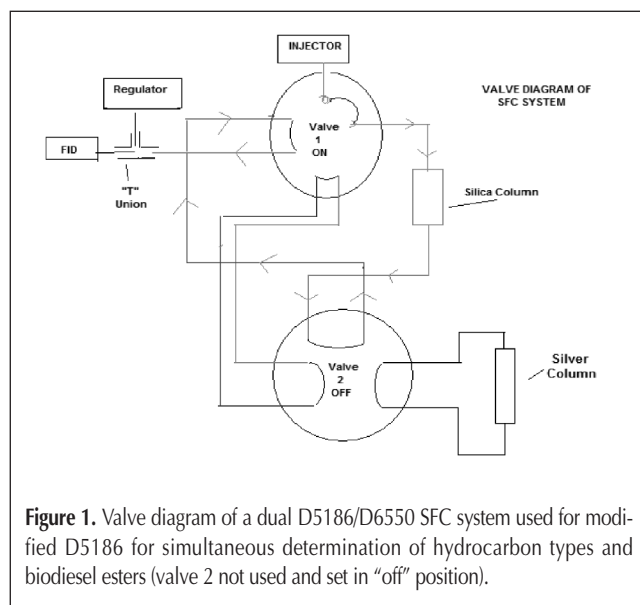 INJECTOR
Regulator
VALVE DIAGRAM OF
SFC SYSTEM
Valve
1
ON
FID
"T"
Union
Silica Column
Valve
2
OFF
Silver
Column
Figure 1. Valve diagram of a dual D5186/D6550 SFC system used for modi-
fied D5186 for simultaneous determination of hydrocarbon types and
biodiesel esters (valve 2 not used and set in “off” position).